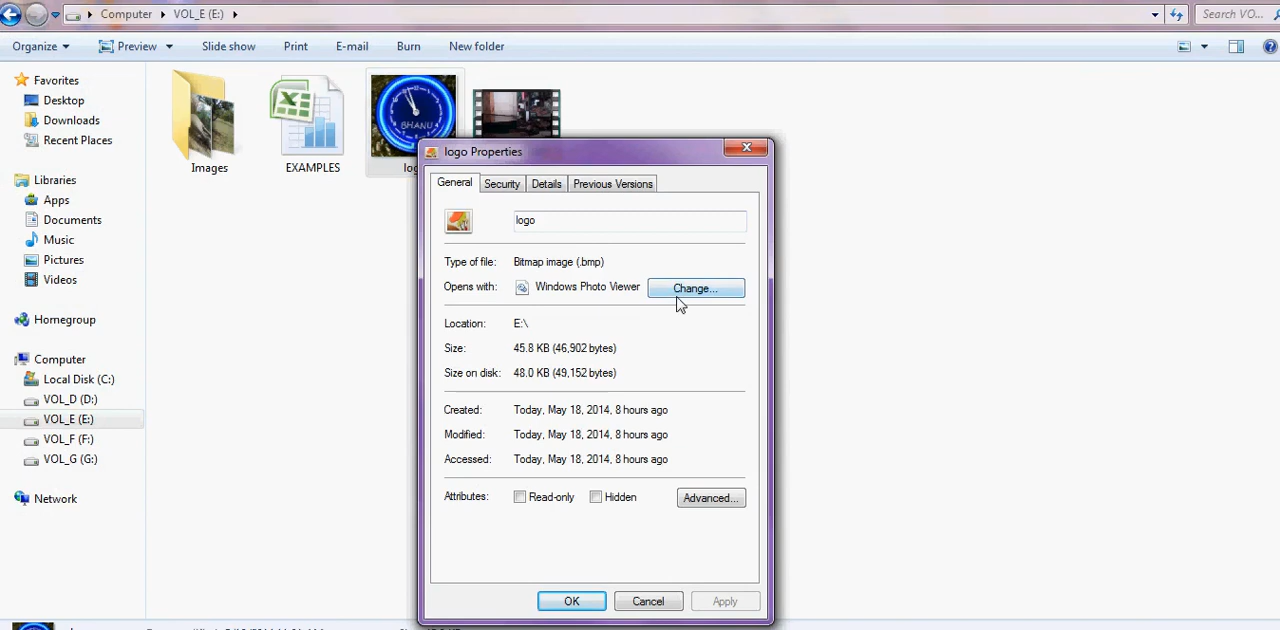 Computer VOL_E (E:) Search VO...
Organize Preview Slide show Print E-mail Burn New folder
Favorites
Desktop
Downloads
Recent Places
Libraries
Apps
Documents
Music
Pictures
Videos
Homegroup
Computer
Local Disk (C:)
VOL_D (D:)
VOL_E (E:)
VOL_F (F:)
VOL_G (G:)
Network
BHANU
Images EXAMPLES
logo Properties
General Security Details Previous Versions
logo
Type of file: Bitmap image (.bmp)
Opens with: Windows Photo Viewer Change...
Location: E:\
Size: 45.8 KB (46,902 bytes)
Size on disk: 48.0 KB (49,152 bytes)
Created: Today, May 18, 2014, 8 hours ago
Modified: Today, May 18, 2014, 8 hours ago
Accessed: Today, May 18, 2014, 8 hours ago
Attributes: Read-only Hidden Advanced...
OK Cancel Apply